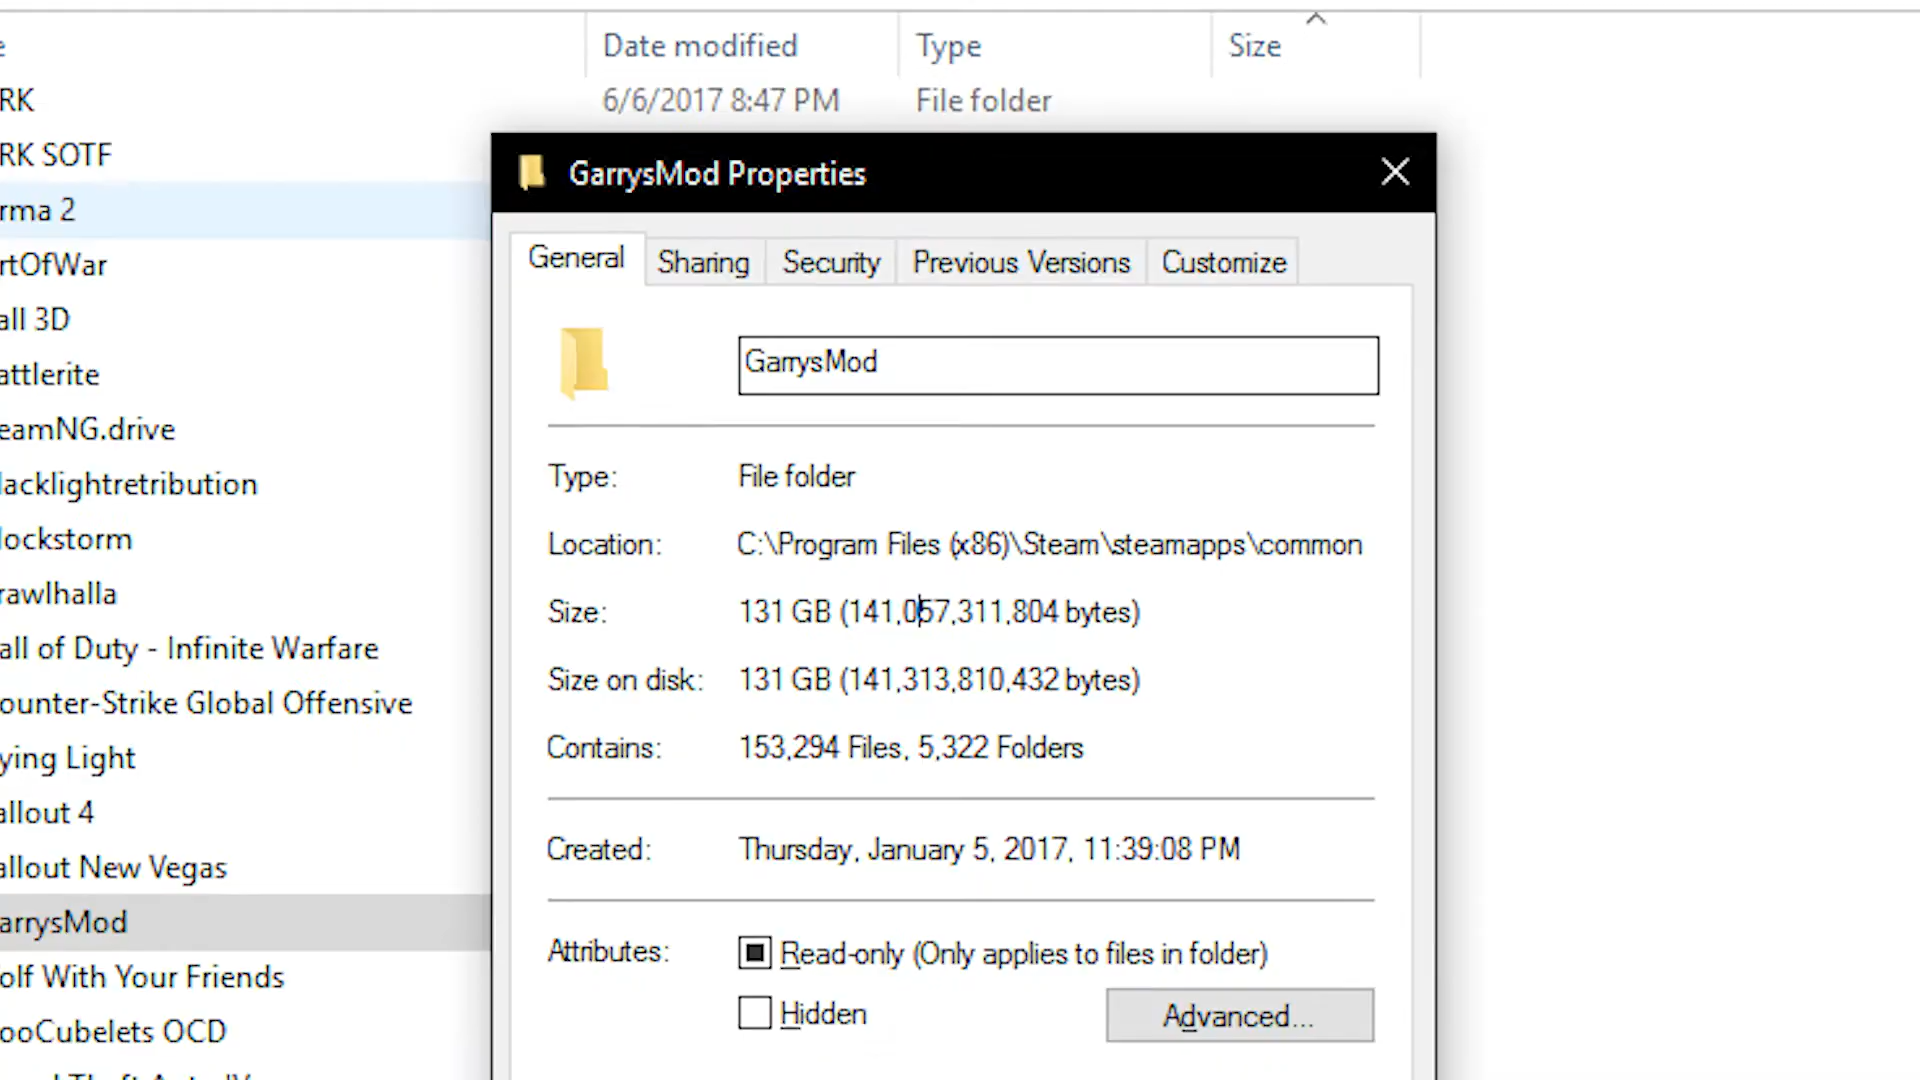 e Date modified Type Size
RK 6/6/2017 8:47 PM File folder
RK SOTF
rma 2
rtOfWar
all 3D
attlerite
eamNG.drive
lacklightretribution
lockstorm
rawlhalla
all of Duty - Infinite Warfare
ounter-Strike Global Offensive
ying Light
allout 4
allout New Vegas
arrysMod
olf With Your Friends
ooCubelets OCD
GarrysMod Properties
General Sharing Security Previous Versions Customize
GarrysMod
Type: File folder
Location: C:\Program Files (x86)\Steam\steamapps\common
Size: 131 GB (141,057,311,804 bytes)
Size on disk: 131 GB (141,313,810,432 bytes)
Contains: 153,294 Files, 5,322 Folders
Created: Thursday, January 5, 2017, 11:39:08 PM
Attributes: Read-only (Only applies to files in folder)
Hidden Advanced...